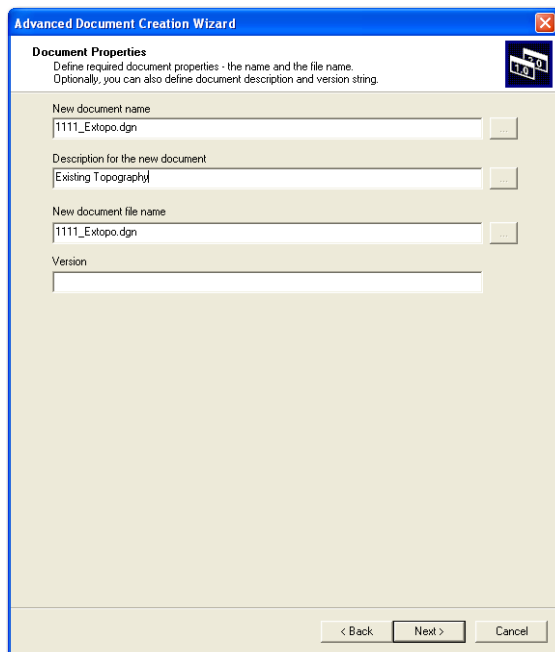 Advanced Document Creation Wizard
Document Properties
Define required document properties - the name and the file name.
Optionally, you can also define document description and version string.
New document name
1111_Extopo.dgn
...
Description for the new document
Existing Topography
...
New document file name
1111_Extopo.dgn
...
Version
< Back Next > Cancel